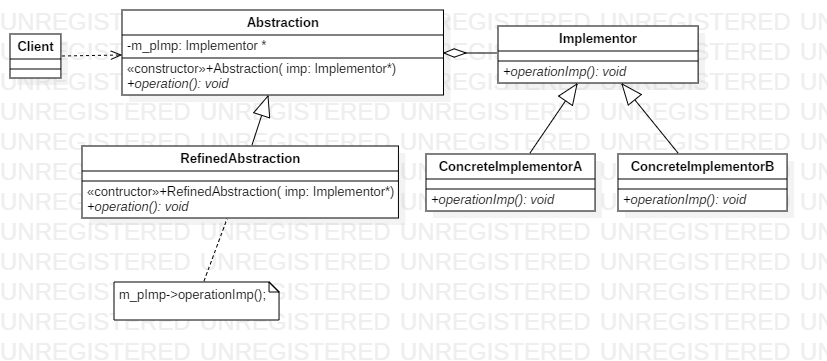 Client
Abstraction
-m_pImp: Implementor *
«constructor»+Abstraction( imp: Implementor*)
+operation(): void
Implementor
+operationImp(): void
RefinedAbstraction
«contructor»+RefinedAbstraction( imp: Implementor*)
+operation(): void
ConcreteImplementorA
+operationImp(): void
ConcreteImplementorB
+operationImp(): void
m_pImp->operationImp();
UNREGISTERED UNREGISTERED UNREGISTERED UNREGISTERED